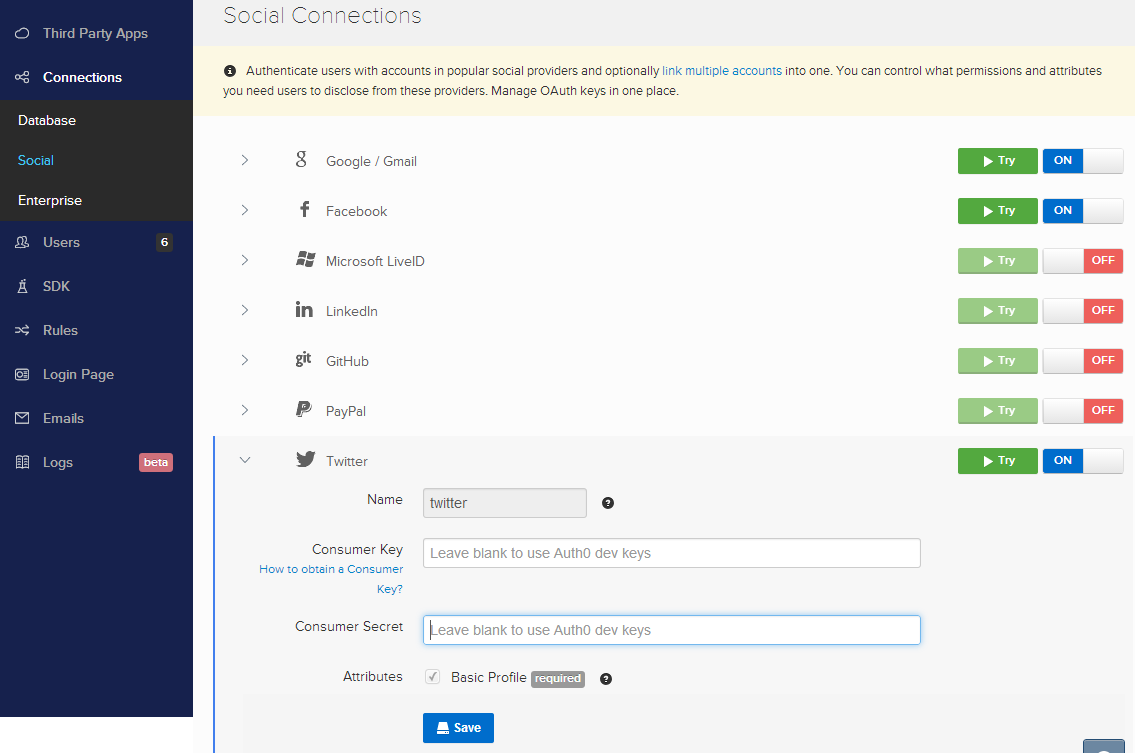 Third Party Apps
Connections
Database
Social
Enterprise
Users 6
SDK
Rules
Login Page
Emails
Logs beta
Social Connections
Authenticate users with accounts in popular social providers and optionally link multiple accounts into one. You can control what permissions and attributes
you need users to disclose from these providers. Manage OAuth keys in one place.
g Google / Gmail Try ON
f Facebook Try ON
Microsoft LiveID Try OFF
in LinkedIn Try OFF
git GitHub Try OFF
PayPal Try OFF
Twitter Try ON
Name twitter ?
Consumer Key Leave blank to use Auth0 dev keys
How to obtain a Consumer
Key?
Consumer Secret Leave blank to use Auth0 dev keys
Attributes Basic Profile required ?
Save